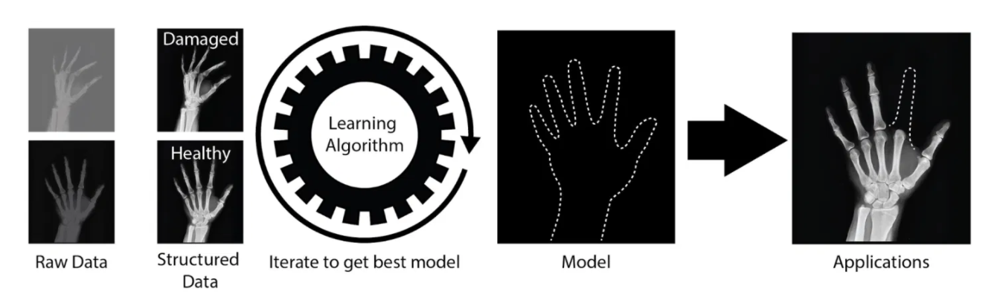 Damaged
Healthy
Learning
Algorithm
Raw Data
Structured
Data
Iterate to get best model
Model
Applications